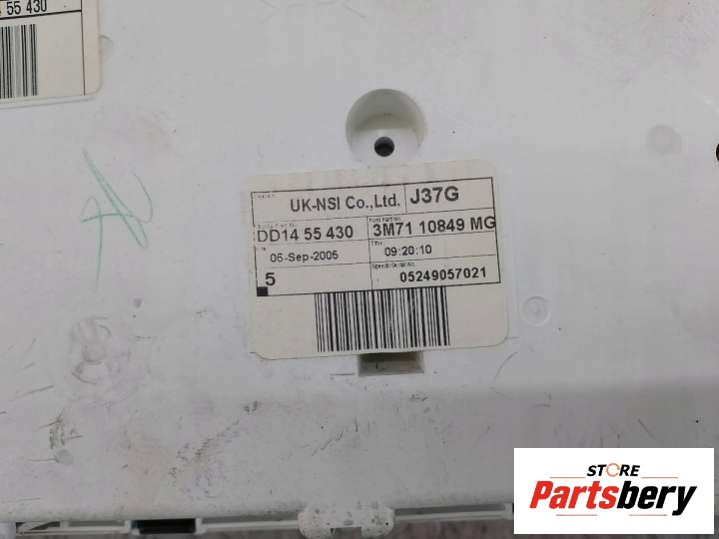 55 430
UK-NSI Co.,Ltd. J37G
DD14 55 430 3M71 10849 MG
06-Sep-2005 09:20:10
5 05249057021
STORE
Partsbery